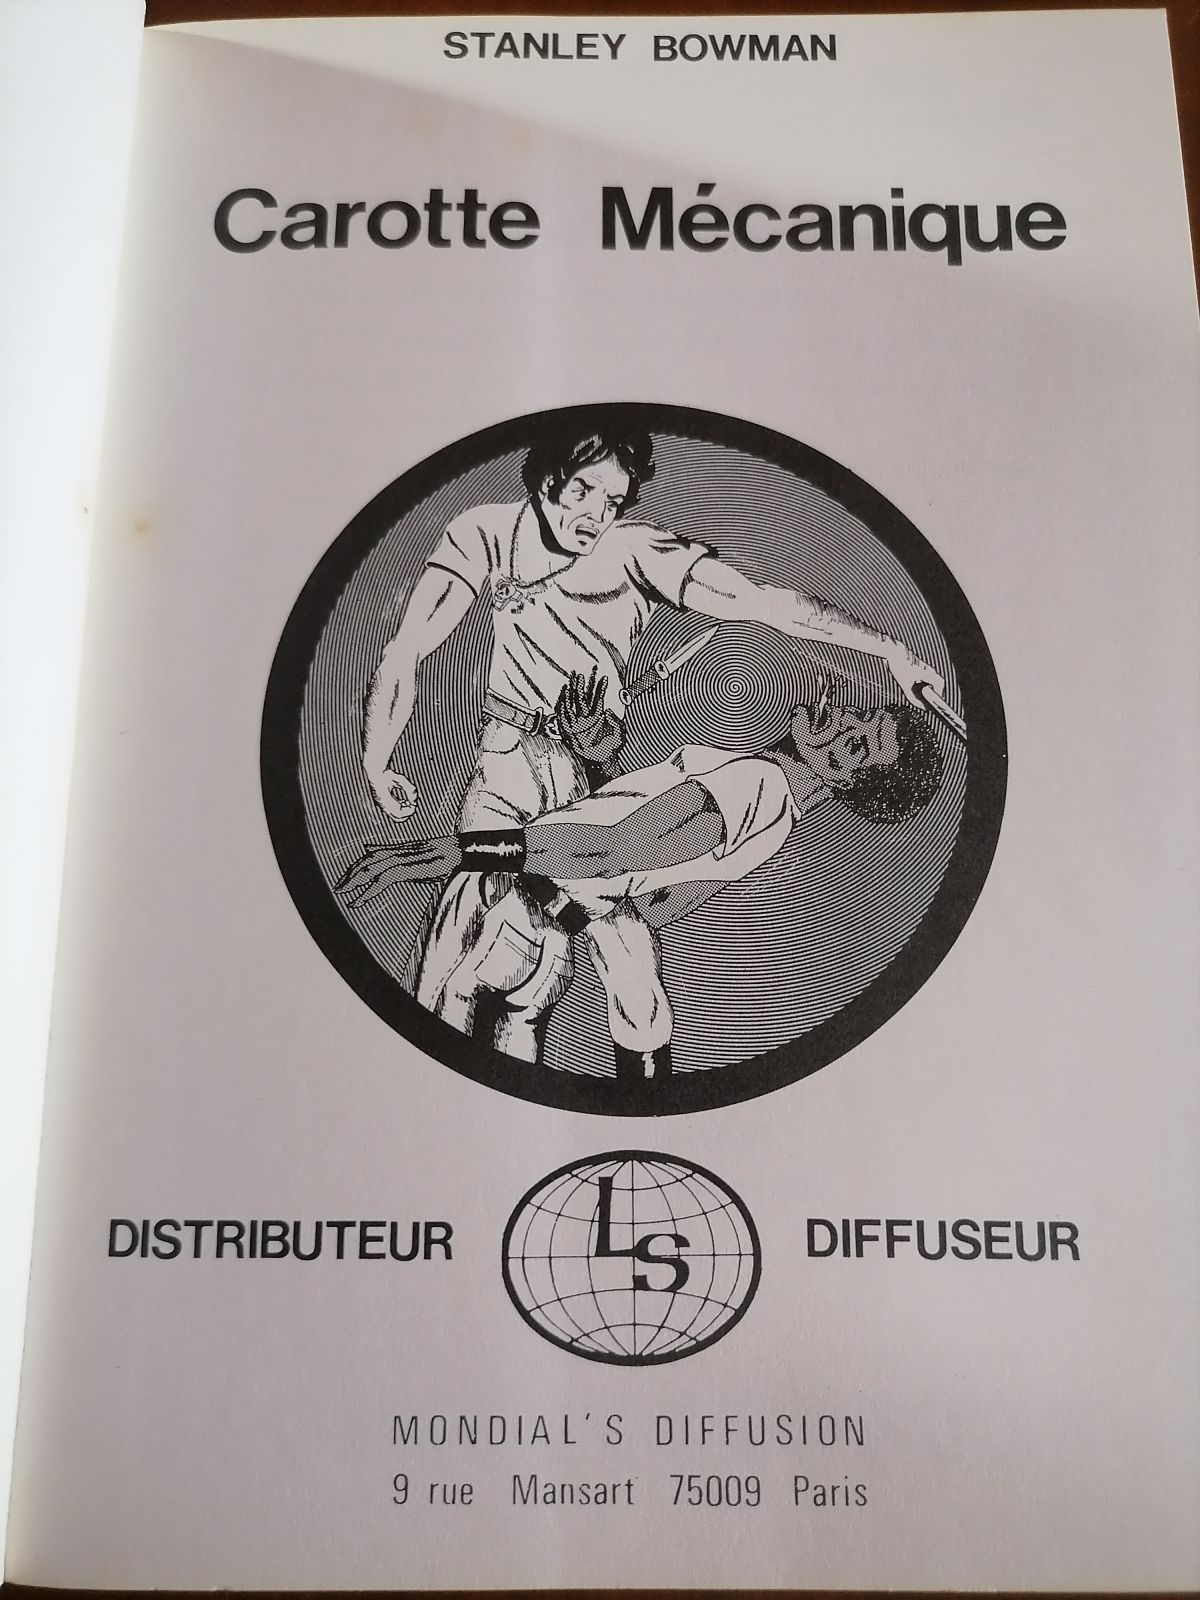 STANLEY BOWMAN
Carotte Mécanique
DISTRIBUTEUR
LS
DIFFUSEUR
MONDIAL'S DIFFUSION
9 rue Mansart 75009 Paris